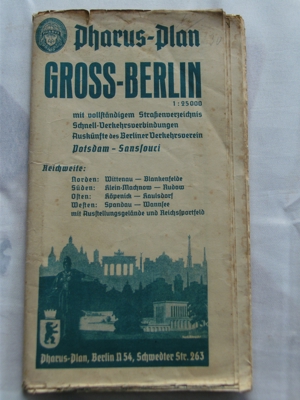 Pharus-Plan
GROSS-BERLIN
1:25000
mit vollständigem Straßenverzeichnis
Schnell-Verkehrsverbindungen
Auskünfte des Berliner Verkehrsverein
Potsdam - Sanssouci
Reichweite:
Norden: Wittenau — Blankenfelde
Süden: Klein-Machnow — Rudow
Osten: Köpenick — Kaulsdorf
Westen: Spandau — Wannsee
mit Ausstellungsgelände und Reichssportfeld
Pharus-Plan, Berlin N 54, Schwedter Str. 263